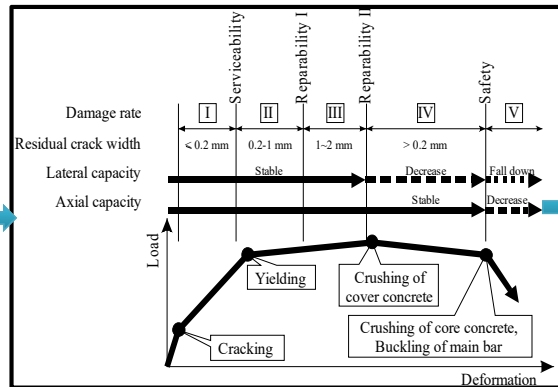 Serviceability
Reparability I
Reparability II
Safety
Damage rate I II III IV V
Residual crack width ≤ 0.2 mm 0.2-1 mm 1~2 mm > 0.2 mm
Lateral capacity Stable Decrease Fall down
Axial capacity Stable Decrease
Load
Yielding
Crushing of
cover concrete
Cracking
Crushing of core concrete,
Buckling of main bar
Deformation